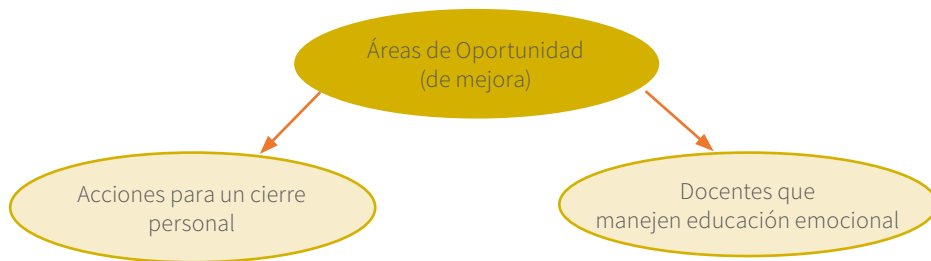 Áreas de Oportunidad
(de mejora)
Acciones para un cierre
personal
Docentes que
manejen educación emocional